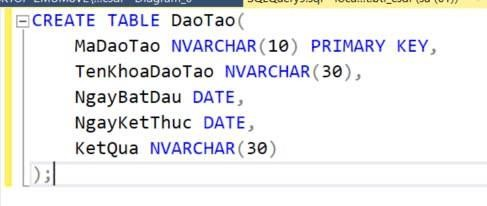 CREATE TABLE DaoTao(
MaDaoTao NVARCHAR(10) PRIMARY KEY,
TenKhoaDaoTao NVARCHAR(30),
NgayBatDau DATE,
NgayKetThuc DATE,
KetQua NVARCHAR(30)
);